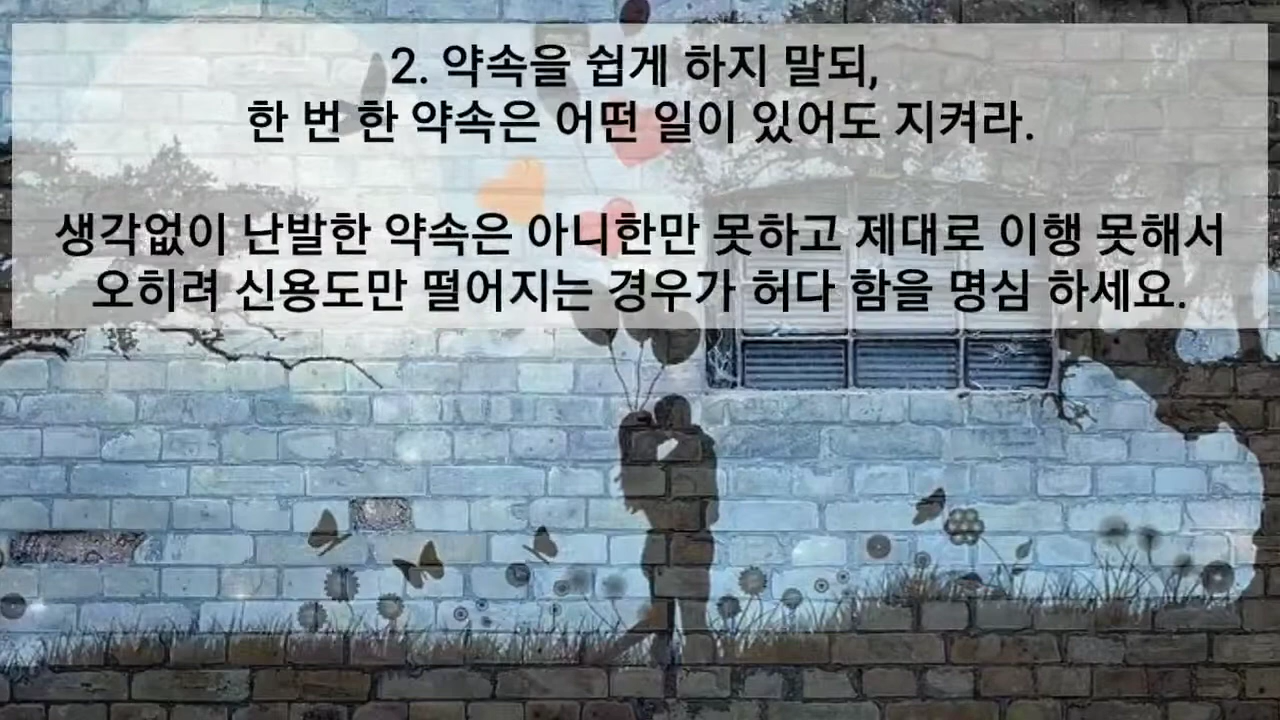 2. 약속을 쉽게 하지 말되,
한 번 한 약속은 어떤 일이 있어도 지켜라.
생각없이 난발한 약속은 아니한만 못하고 제대로 이행 못해서
오히려 신용도만 떨어지는 경우가 허다 함을 명심 하세요.